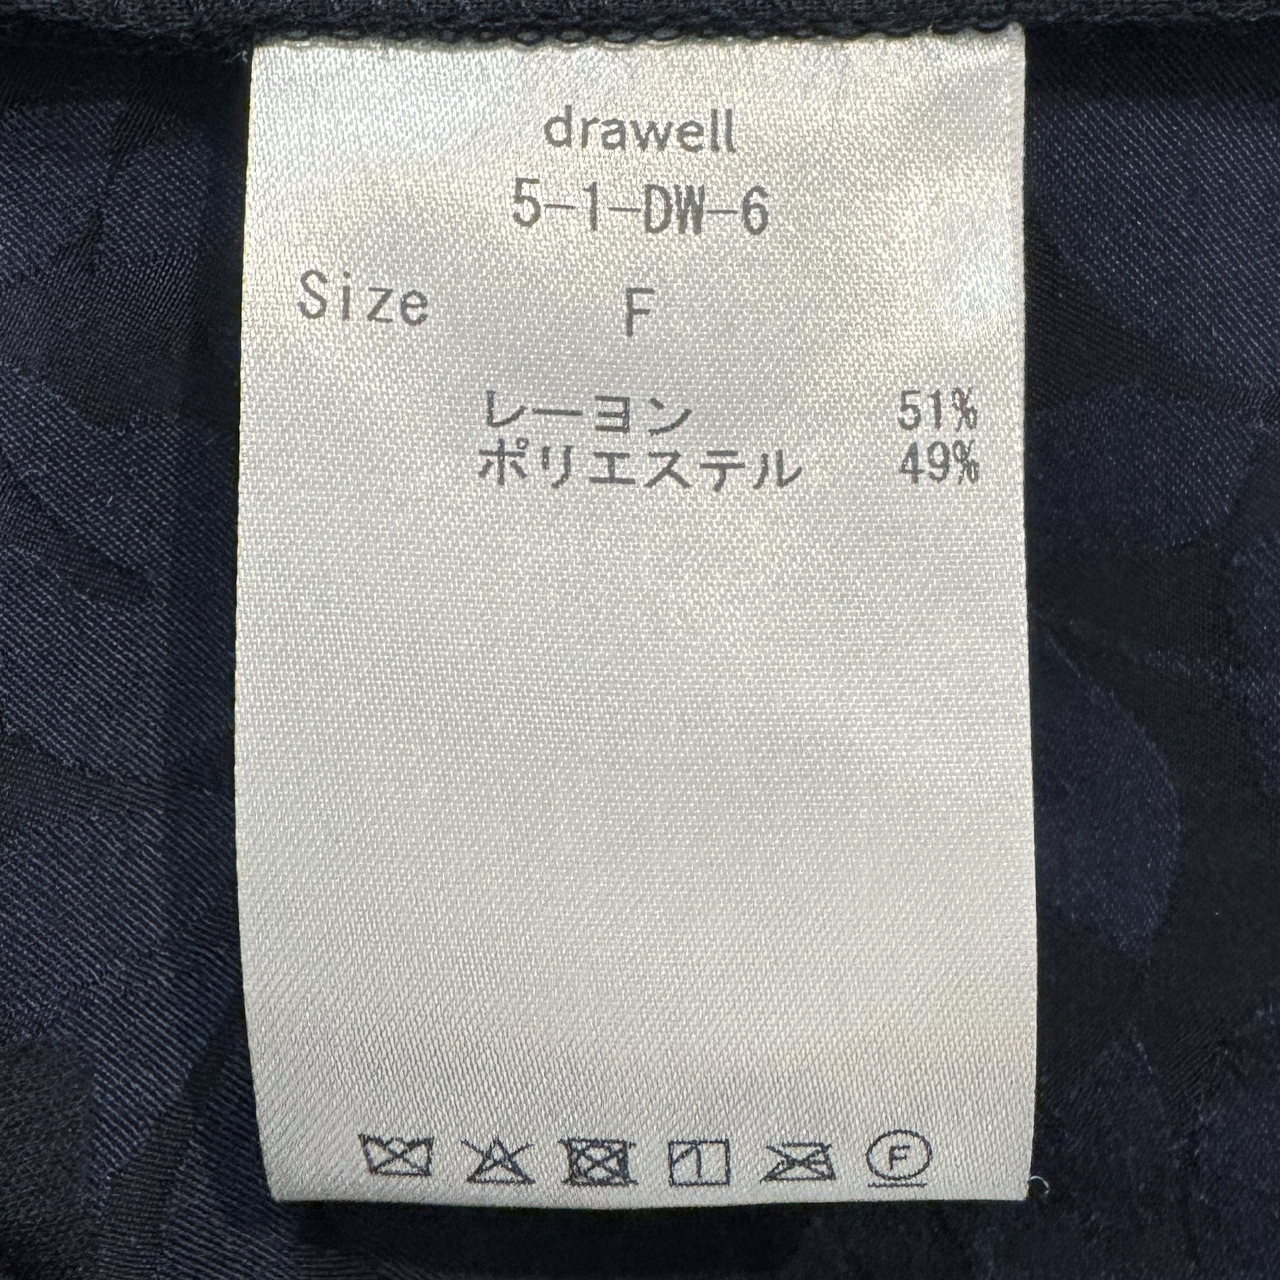 drawell
5-1-DW-6
Size F
レーヨン 51%
ポリエステル 49%
F